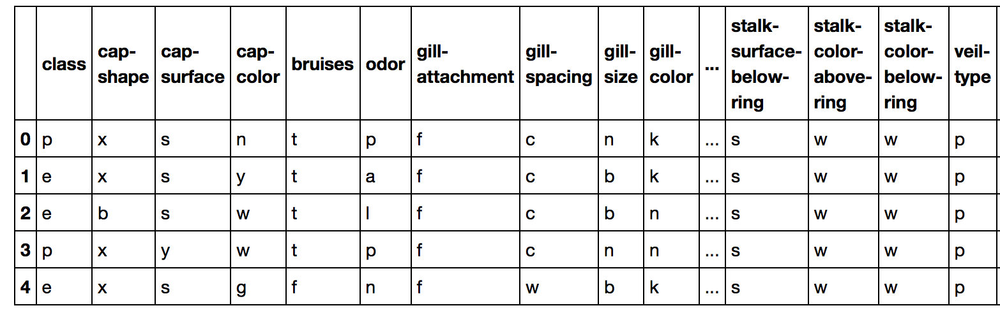 class cap-shape cap-surface cap-color bruises odor gill-attachment gill-spacing gill-size gill-color ... stalk-surface-below-ring stalk-color-above-ring stalk-color-below-ring veil-type
0 p x s n t p f c n k ... s w w p
1 e x s y t a f c b k ... s w w p
2 e b s w t l f c b n ... s w w p
3 p x y w t p f c n n ... s w w p
4 e x s g f n f w b k ... s w w p